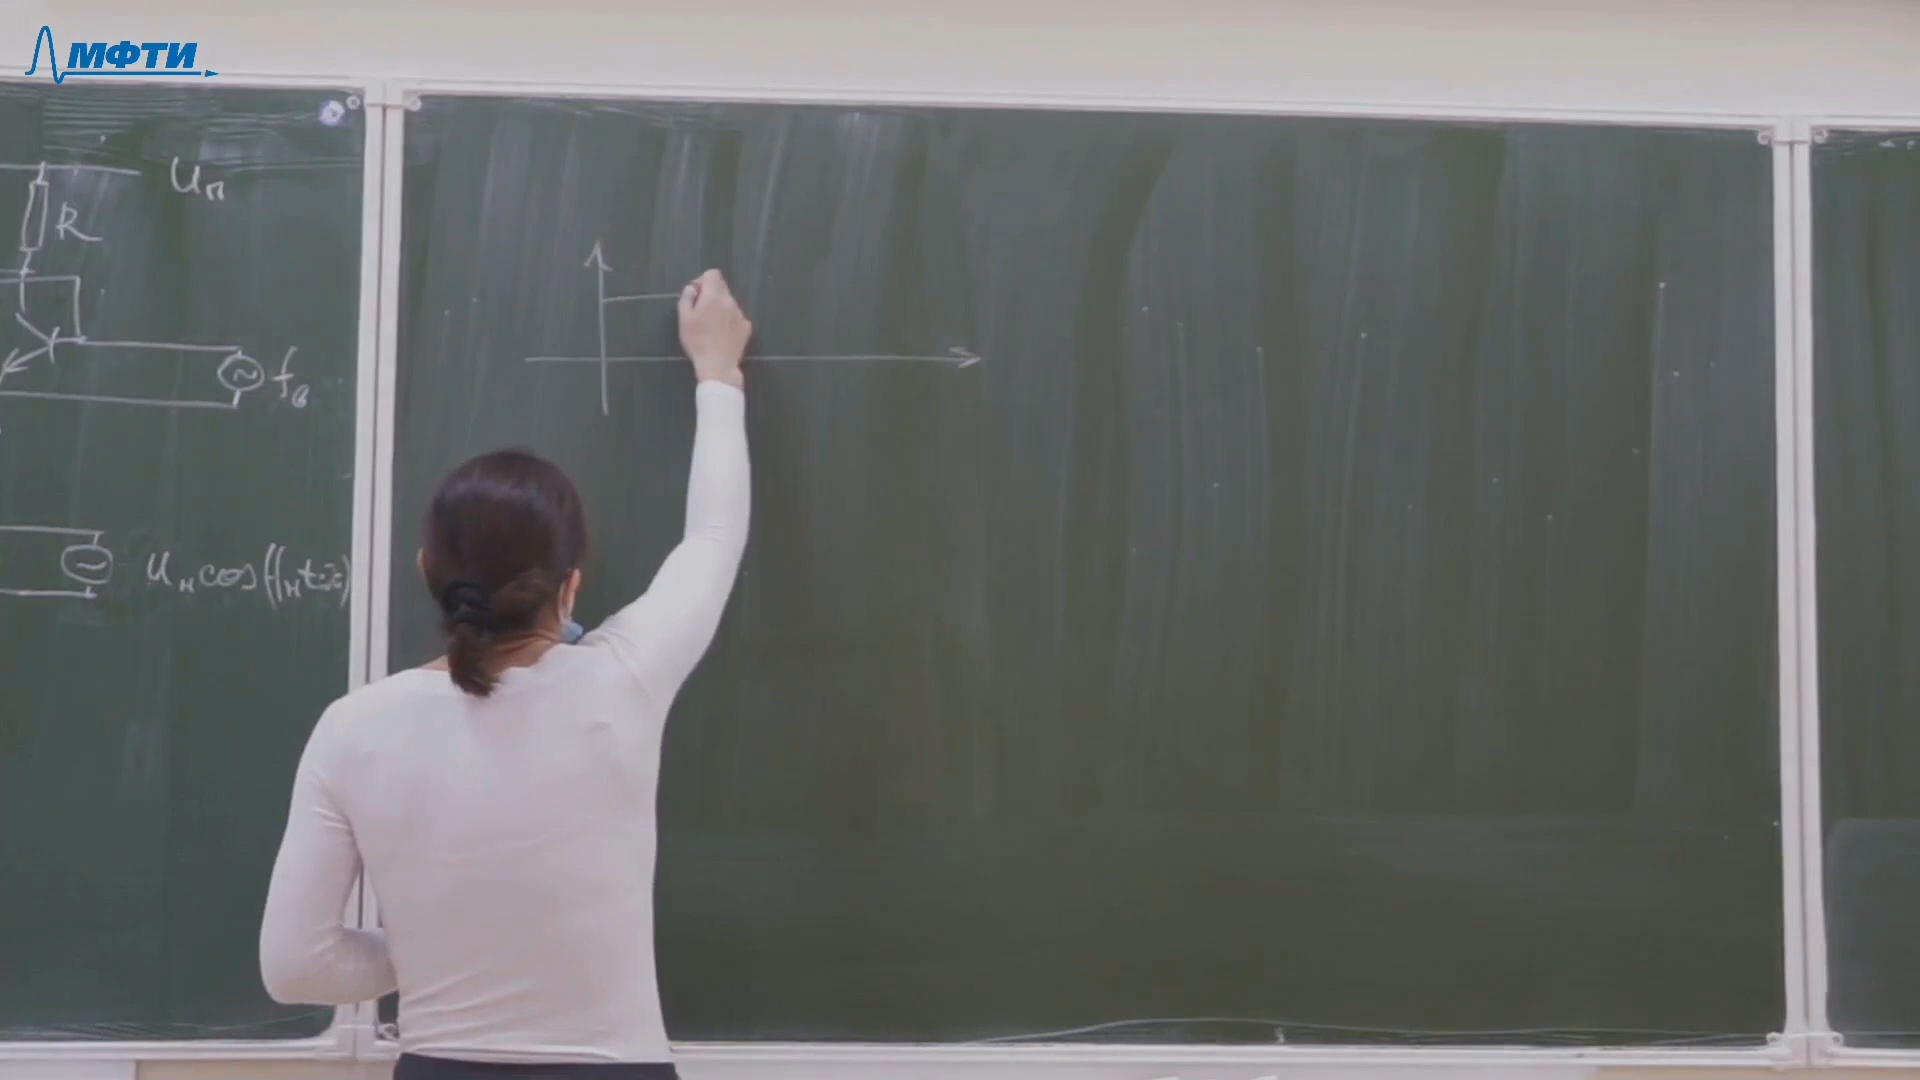 МФТИ
Uп
R
fв
Uн cos(fнt-π)